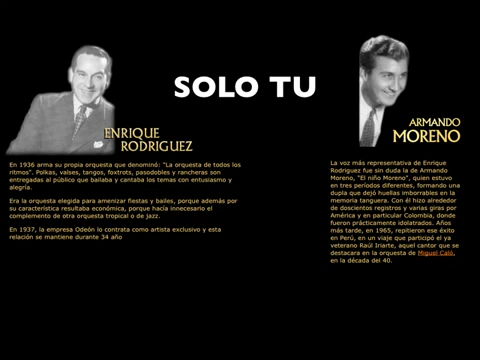 SOLO TU
ENRIQUE
RODRIGUEZ
En 1936 arma su propia orquesta que denominó: "La orquesta de todos los
ritmos". Polkas, valses, tangos, foxtrots, pasodobles y rancheras son
entregadas al público que bailaba y cantaba los temas con entusiasmo y
alegría.
Era la orquesta elegida para amenizar fiestas y bailes, porque además por
su característica resultaba económica, porque hacía innecesario el
complemento de otra orquesta tropical o de jazz.
En 1937, la empresa Odeón lo contrata como artista exclusivo y esta
relación se mantiene durante 34 año
ARMANDO
MORENO
La voz más representativa de Enrique
Rodriguez fue sin duda la de Armando
Moreno, "El niño Moreno", quien estuvo
en tres períodos diferentes, formando una
dupla que dejó huellas imborrables en la
memoria tanguera. Con él hizo alrededor
de doscientos registros y varias giras por
América y en particular Colombia, donde
fueron prácticamente idolatrados. Años
más tarde, en 1965, repitieron ese éxito
en Perú, en un viaje que participó el ya
veterano Raúl Iriarte, aquel cantor que se
destacara en la orquesta de Miguel Caló,
en la década del 40.